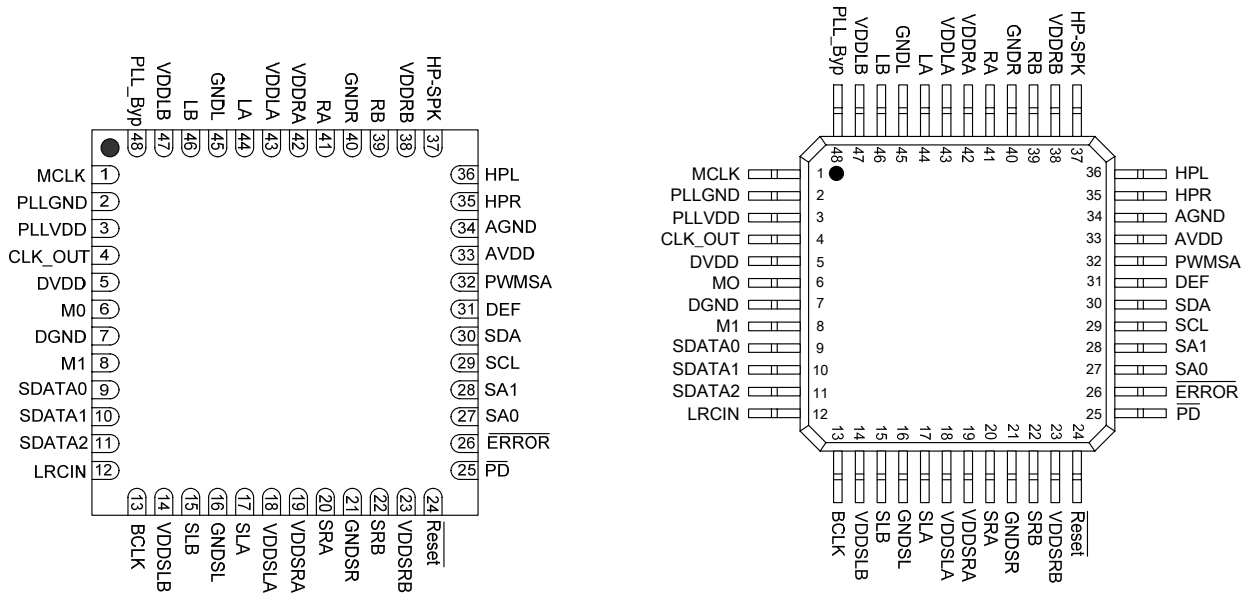 PLL_Byp
VDDLB
LB
GNDL
LA
VDDLA
VDDRA
RA
GNDR
RB
VDDRB
HP-SPK
48
47
46
45
44
43
42
41
40
39
38
37
MCLK 1
PLLGND 2
PLLVDD 3
CLK_OUT 4
DVDD 5
M0 6
DGND 7
M1 8
SDATA0 9
SDATA1 10
SDATA2 11
LRCIN 12
36 HPL
35 HPR
34 AGND
33 AVDD
32 PWMSA
31 DEF
30 SDA
29 SCL
28 SA1
27 SA0
26 ERROR
25 PD
13
14
15
16
17
18
19
20
21
22
23
24
BCLK
VDDSLB
SLB
GNDSL
SLA
VDDSLA
VDDSRA
SRA
GNDSR
SRB
VDDSRB
Reset
PLL_Byp
VDDLB
LB
GNDL
LA
VDDLA
VDDRA
RA
GNDR
RB
VDDRB
HP-SPK
48
47
46
45
44
43
42
41
40
39
38
37
MCLK 1
PLLGND 2
PLLVDD 3
CLK_OUT 4
DVDD 5
MO 6
DGND 7
M1 8
SDATA0 9
SDATA1 10
SDATA2 11
LRCIN 12
36 HPL
35 HPR
34 AGND
33 AVDD
32 PWMSA
31 DEF
30 SDA
29 SCL
28 SA1
27 SA0
26 ERROR
25 PD
13
14
15
16
17
18
19
20
21
22
23
24
BCLK
VDDSLB
SLB
GNDSL
SLA
VDDSLA
VDDSRA
SRA
GNDSR
SRB
VDDSRB
Reset